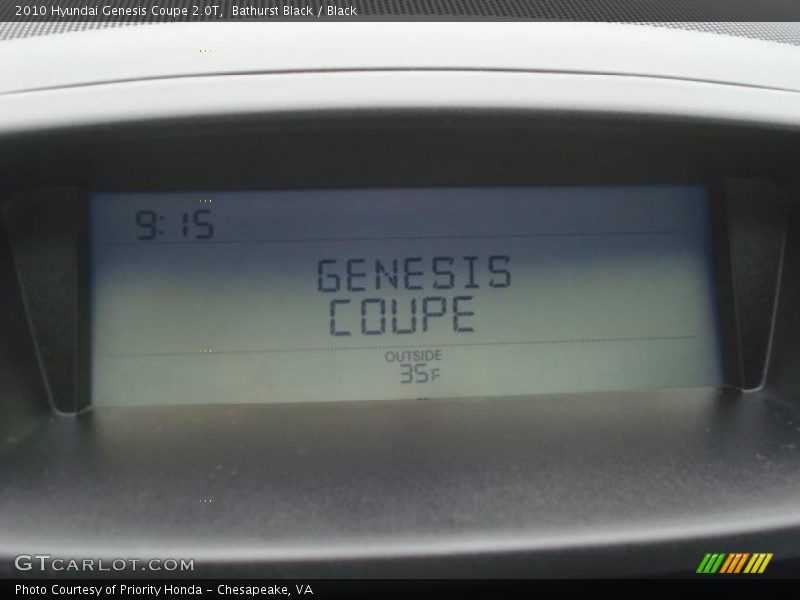 2010 Hyundai Genesis Coupe 2.0T, Bathurst Black / Black
9:15
GENESIS
COUPE
OUTSIDE
35F
GTCARLOT.COM
Photo Courtesy of Priority Honda - Chesapeake, VA